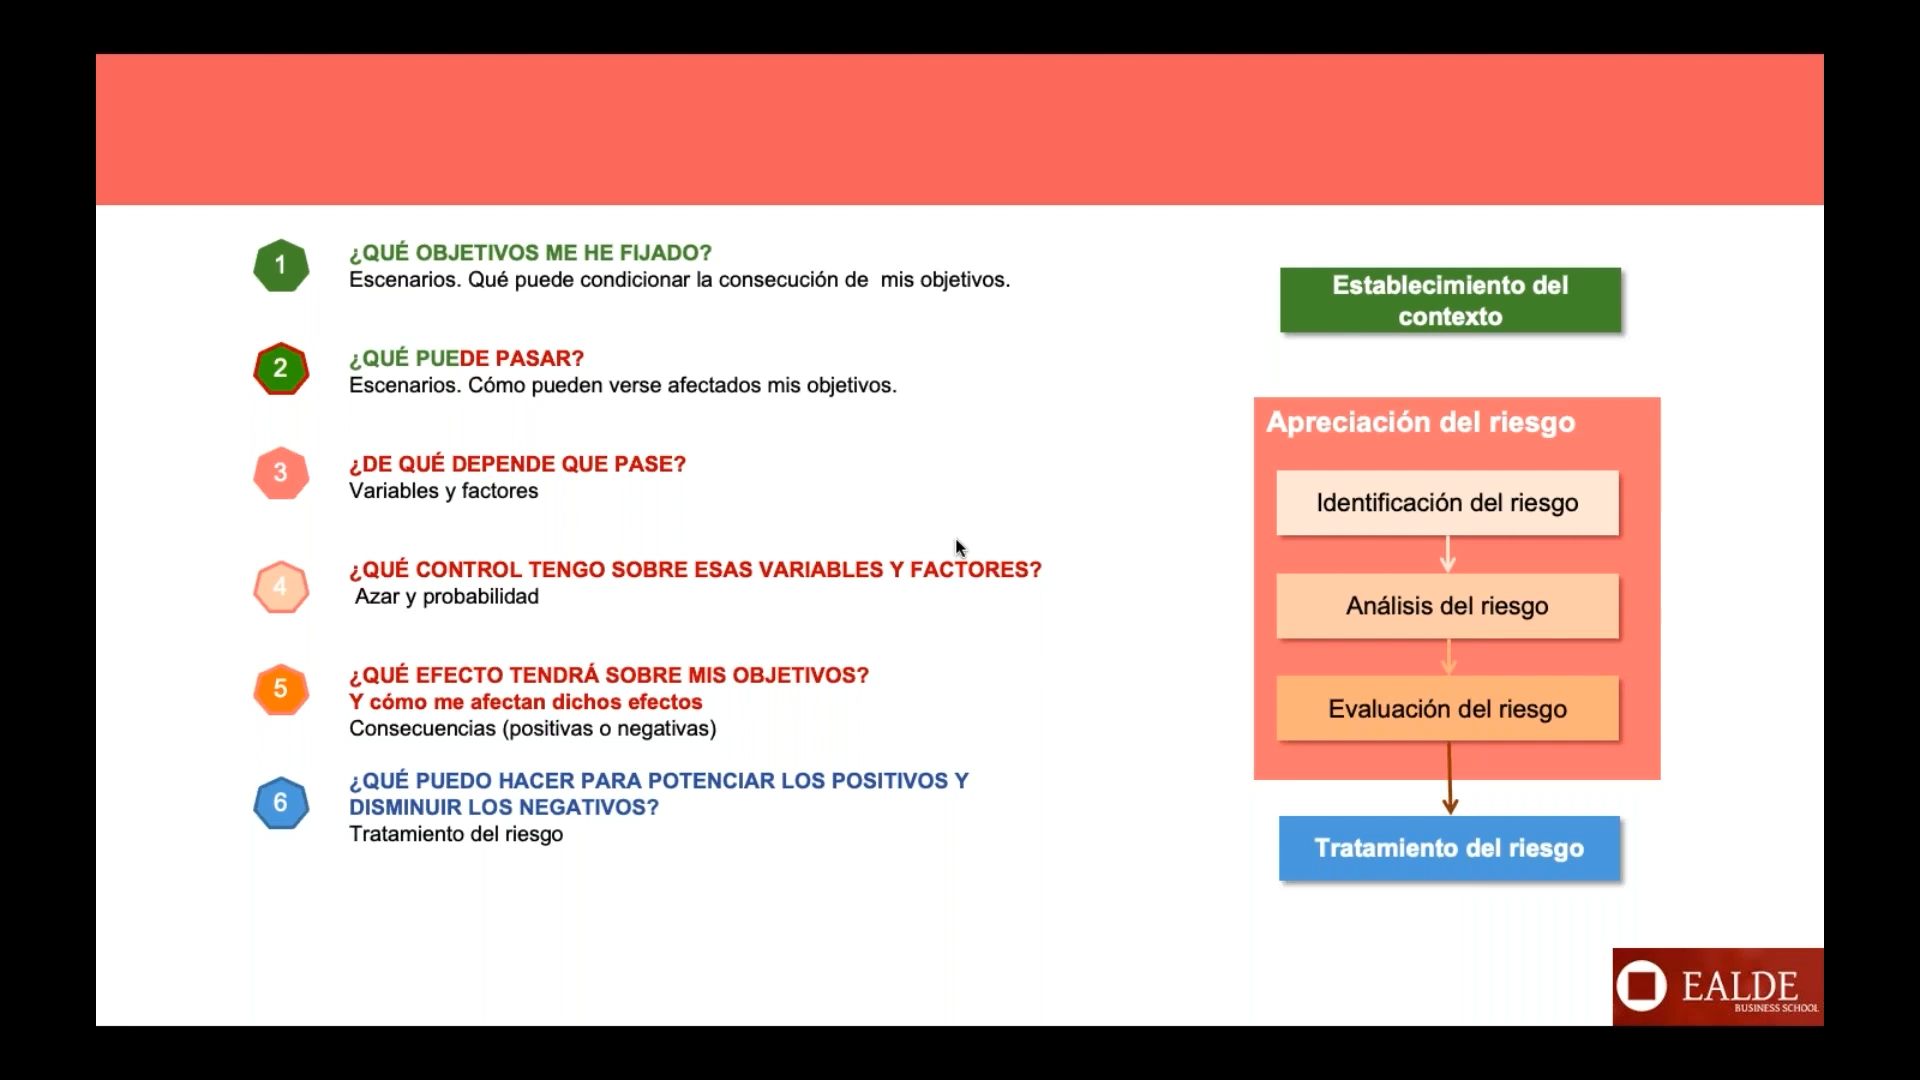 1
¿QUÉ OBJETIVOS ME HE FIJADO?
Escenarios. Qué puede condicionar la consecución de  mis objetivos.
2
¿QUÉ PUEDE PASAR?
Escenarios. Cómo pueden verse afectados mis objetivos.
3
¿DE QUÉ DEPENDE QUE PASE?
Variables y factores
4
¿QUÉ CONTROL TENGO SOBRE ESAS VARIABLES Y FACTORES?
Azar y probabilidad
5
¿QUÉ EFECTO TENDRÁ SOBRE MIS OBJETIVOS?
Y cómo me afectan dichos efectos
Consecuencias (positivas o negativas)
6
¿QUÉ PUEDO HACER PARA POTENCIAR LOS POSITIVOS Y
DISMINUIR LOS NEGATIVOS?
Tratamiento del riesgo
Establecimiento del
contexto
Apreciación del riesgo
Identificación del riesgo
Análisis del riesgo
Evaluación del riesgo
Tratamiento del riesgo
EALDE
BUSINESS SCHOOL